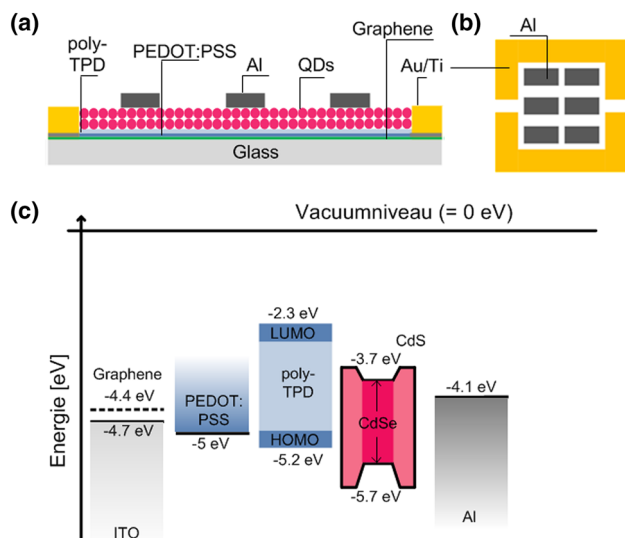 (a)
poly-
TPD
PEDOT:PSS
Al
QDs
Graphene
Au/Ti
Glass
(b)
Al
(c)
Vacuumniveau (= 0 eV)
Energie [eV]
Graphene
-4.4 eV
-4.7 eV
ITO
PEDOT:
PSS
-5 eV
-2.3 eV
LUMO
poly-
TPD
HOMO
-5.2 eV
CdS
-3.7 eV
CdSe
-5.7 eV
-4.1 eV
Al